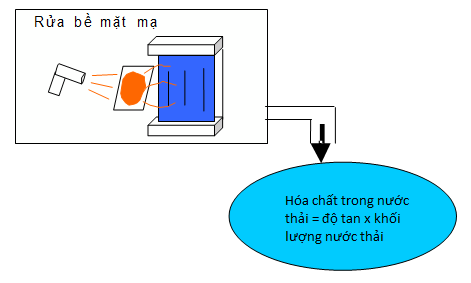 Rửa bề mặt mạ
Hóa chất trong nước
thải = độ tan x khối
lượng nước thải